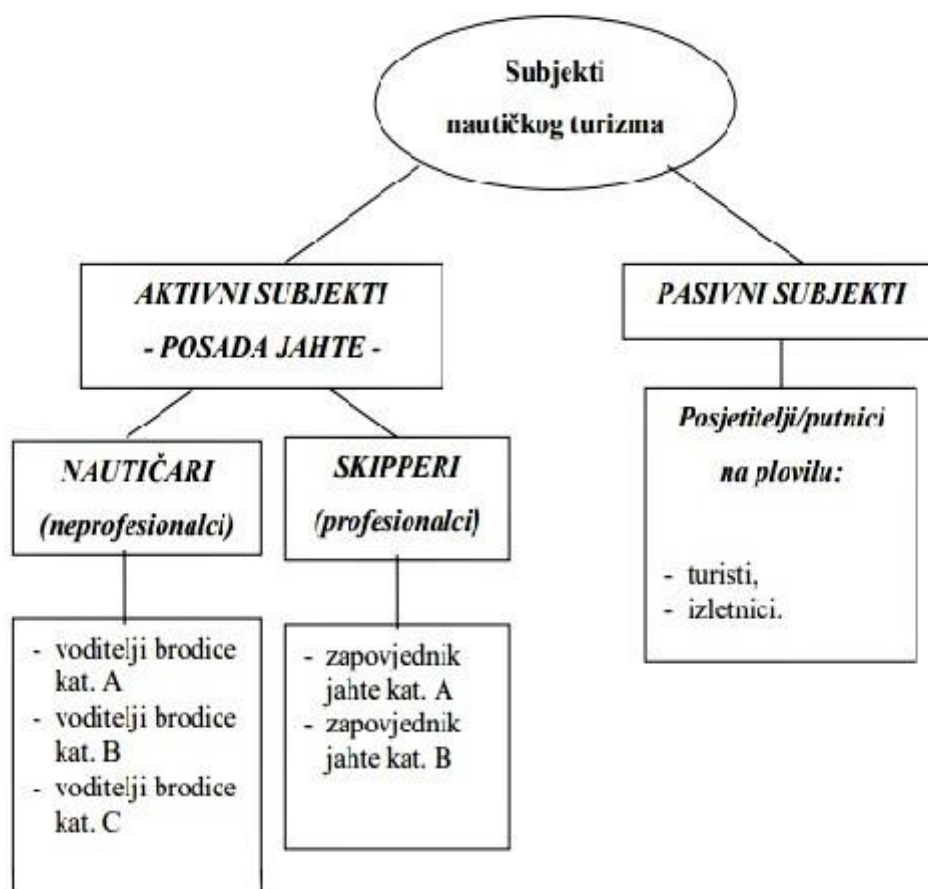 Subjekti
nautičkog turizma
AKTIVNI SUBJEKTI
- POSADA JAHTE -
PASIVNI SUBJEKTI
NAUTIČARI
(neprofesionalci)
SKIPPERI
(profesionalci)
Posjetitelji/putnici
na plovilu:
- turisti,
- izletnici.
- voditelji brodice
kat. A
- voditelji brodice
kat. B
- voditelji brodice
kat. C
- zapovjednik
jahte kat. A
- zapovjednik
jahte kat. B